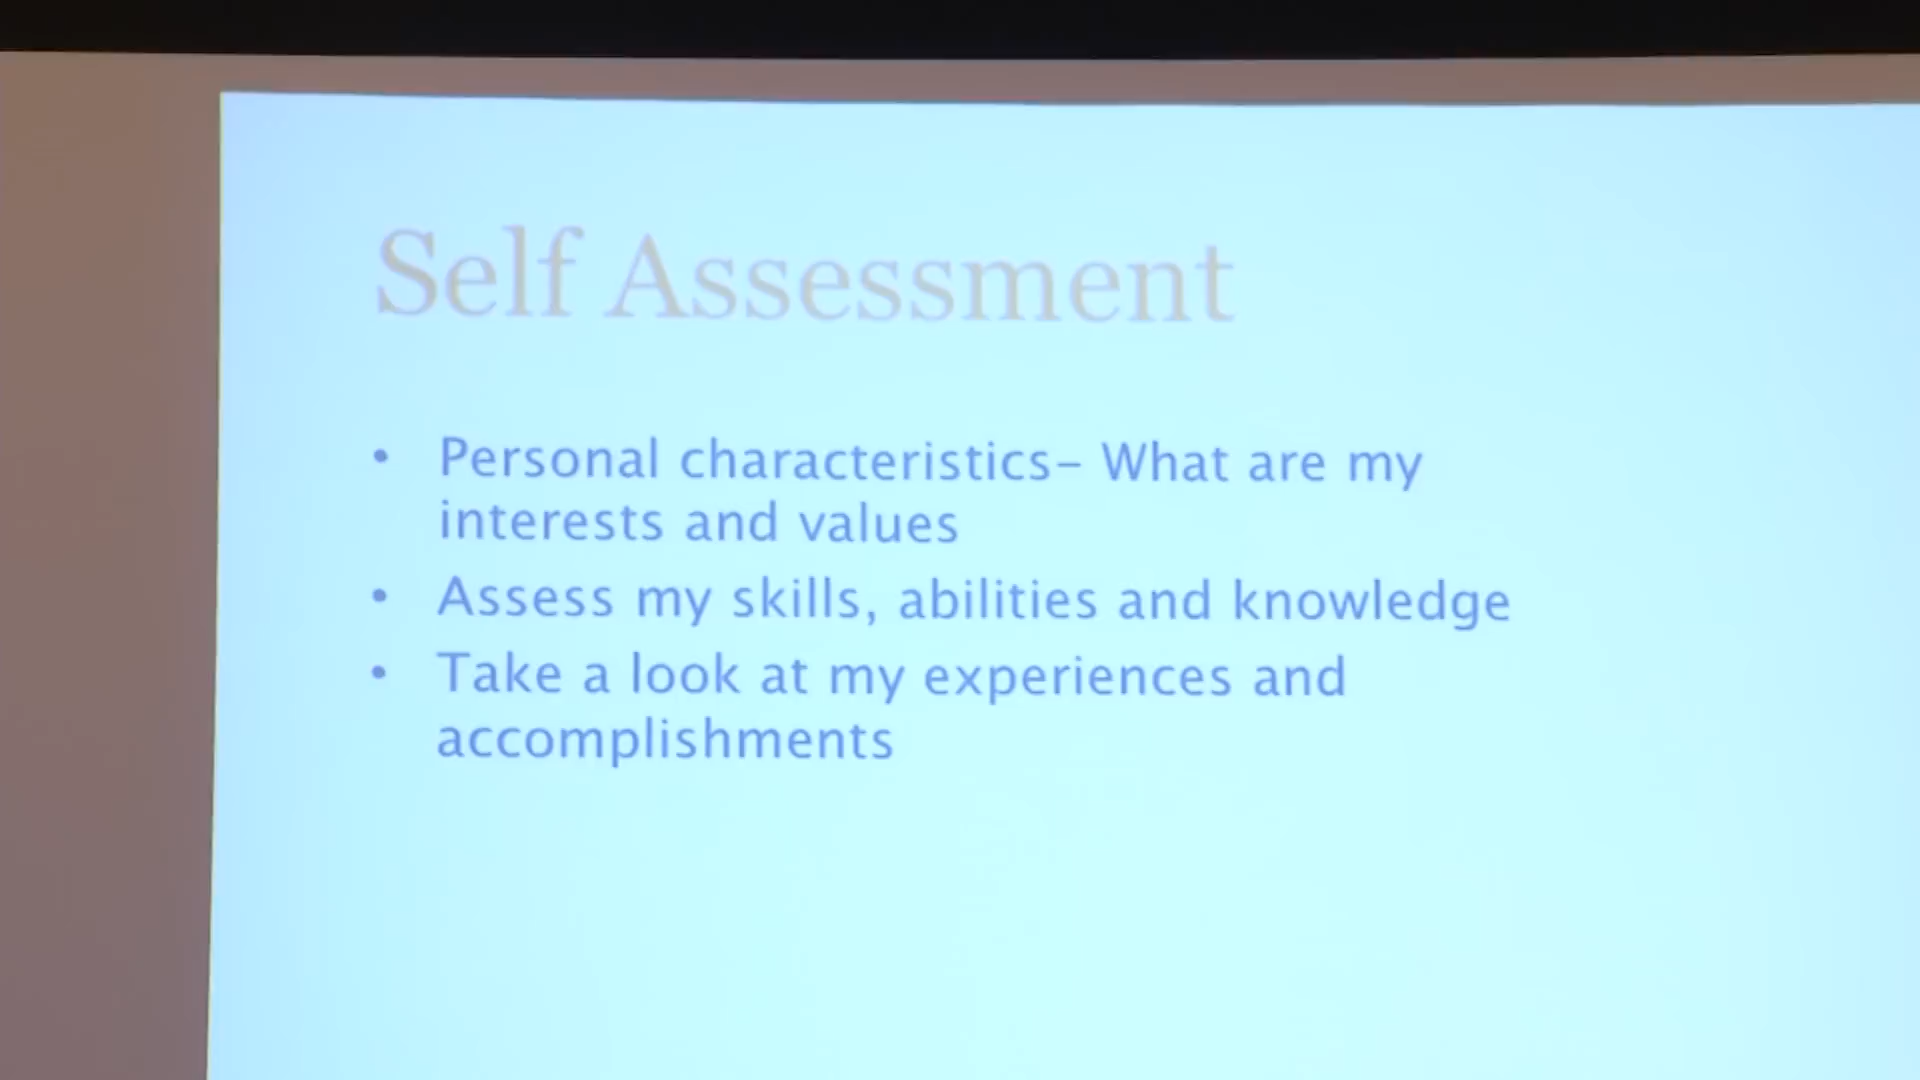 Self Assessment
• Personal characteristics– What are my
interests and values
• Assess my skills, abilities and knowledge
• Take a look at my experiences and
accomplishments